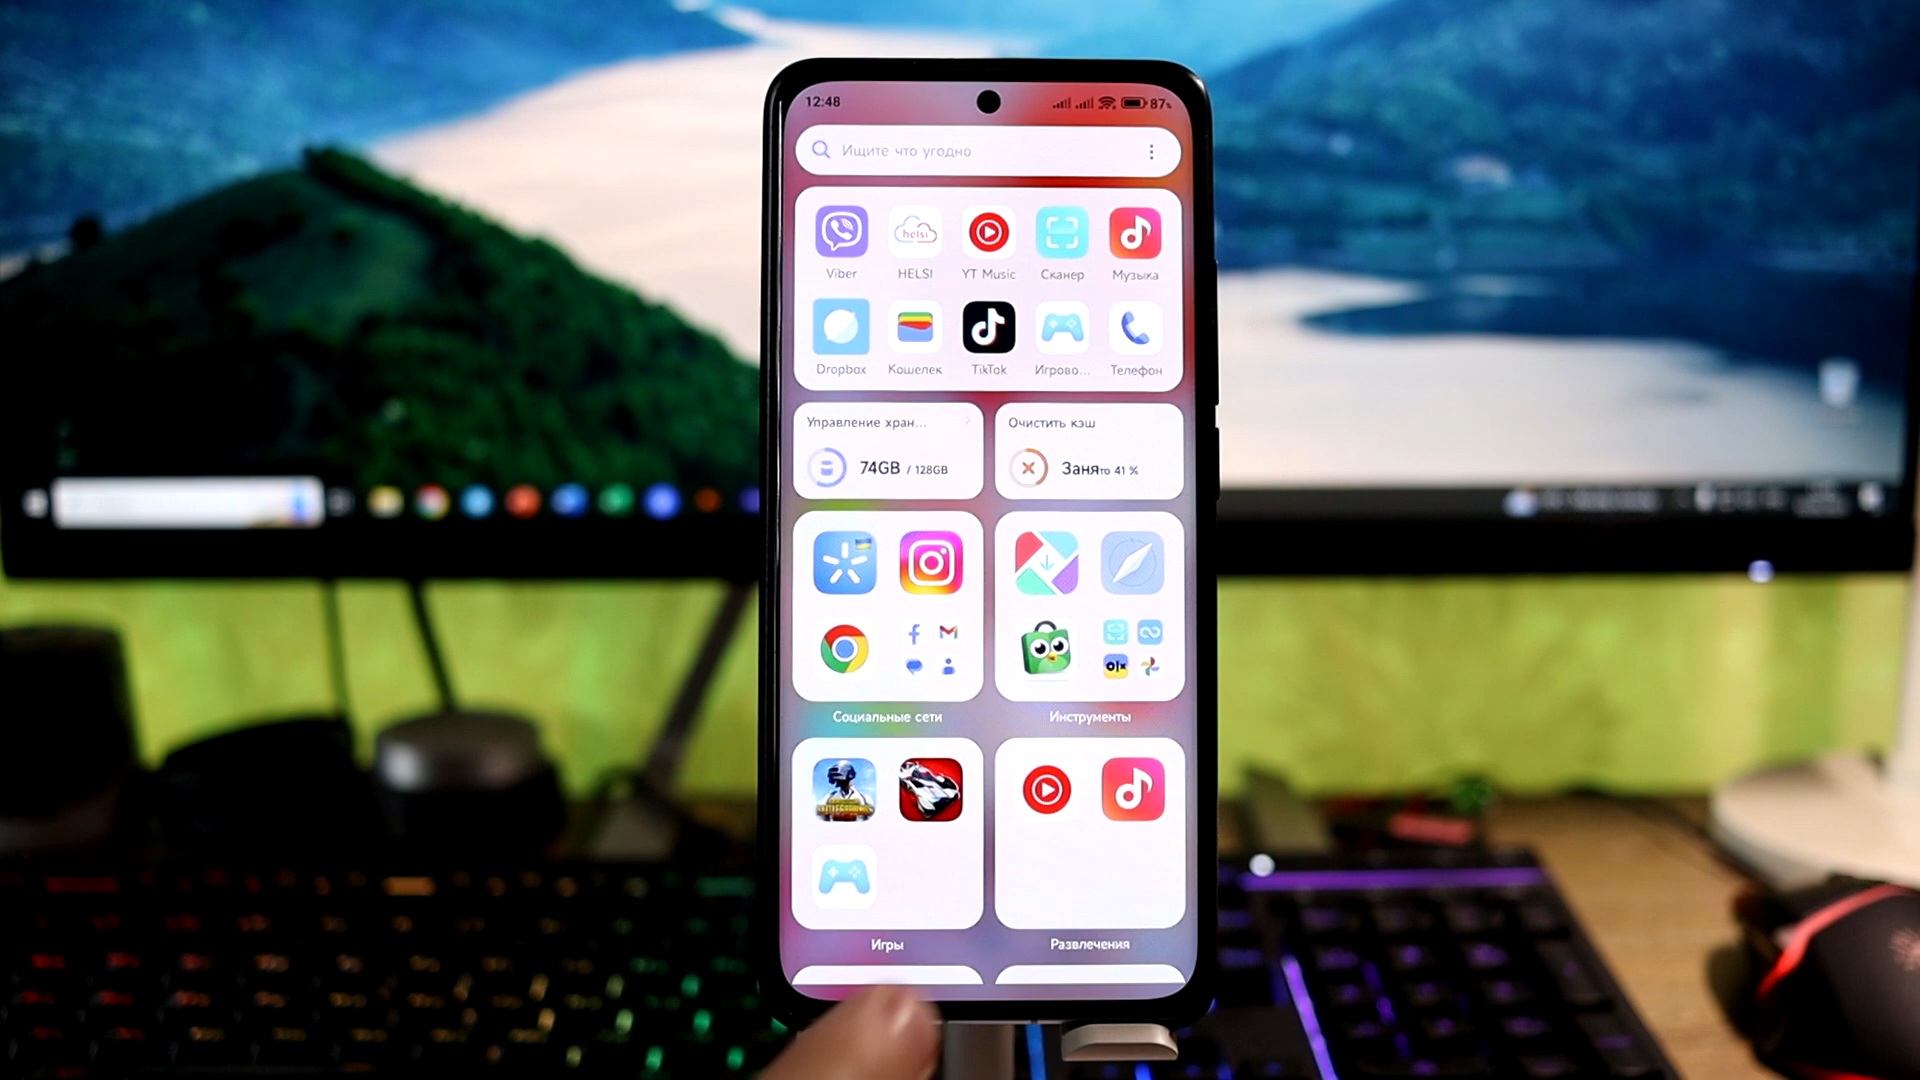 12:48 87%
Ищите что угодно
helsi
Viber HELSI YT Music Сканер Музыка
Dropbox Кошелек TikTok Игрово... Телефон
Управление хран... Очистить кэш
74GB / 128GB Занято 41 %
olx
Социальные сети Инструменты
Игры Развлечения